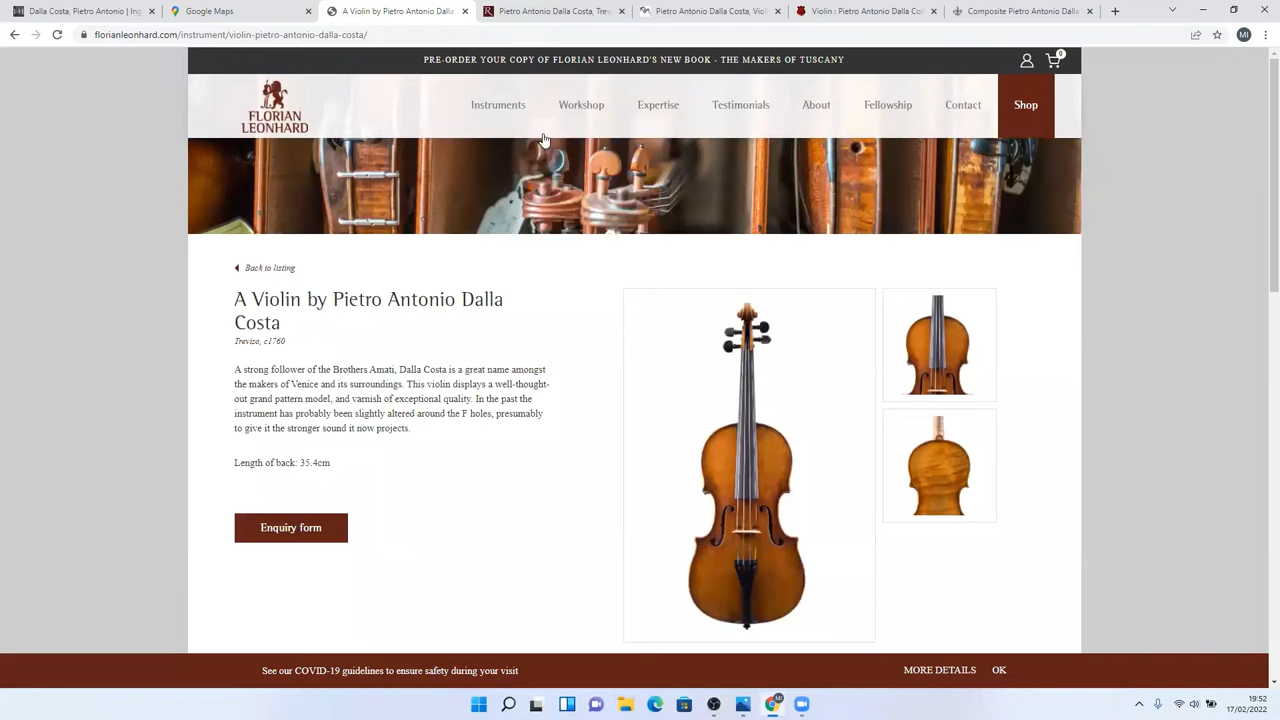 Dalla Costa, Pietro Antonio | Ing
Google Maps
A Violin by Pietro Antonio Dalla
Pietro Antonio Dalla Costa, Trev
Pietro Antonio Dalla Costa, Viol
Violin : Pietro Antonio Dalla Co
Composite Pietro Antonio Dalla
florianleonhard.com/instrument/violin-pietro-antonio-dalla-costa/
MI
PRE-ORDER YOUR COPY OF FLORIAN LEONHARD'S NEW BOOK - THE MAKERS OF TUSCANY
0
FLORIAN
LEONHARD
Instruments
Workshop
Expertise
Testimonials
About
Fellowship
Contact
Shop
Back to listing
A Violin by Pietro Antonio Dalla
Costa
Treviso, c1760
A strong follower of the Brothers Amati, Dalla Costa is a great name amongst
the makers of Venice and its surroundings. This violin displays a well-thought-
out grand pattern model, and varnish of exceptional quality. In the past the
instrument has probably been slightly altered around the F holes, presumably
to give it the stronger sound it now projects.
Length of back: 35.4cm
Enquiry form
See our COVID-19 guidelines to ensure safety during your visit
MORE DETAILS
OK
19:52
17/02/2022